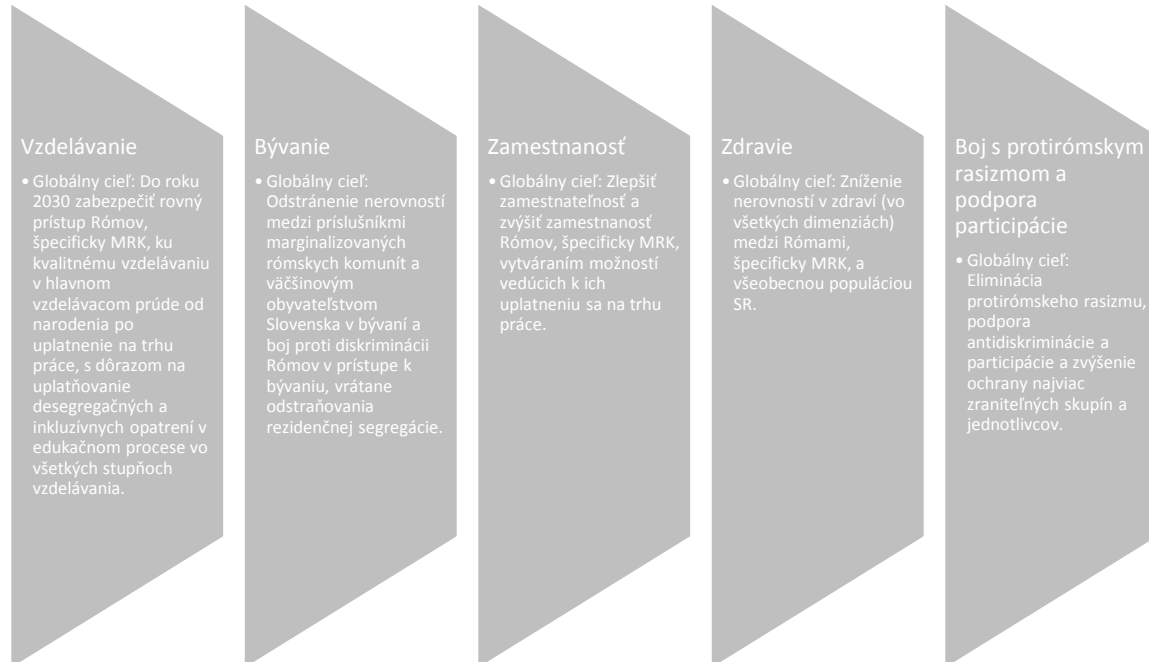 Vzdelávanie
• Globálny cieľ: Do roku
2030 zabezpečiť rovný
prístup Rómov,
špecificky MRK, ku
kvalitnému vzdelávaniu
v hlavnom
vzdelávacom prúde od
narodenia po
uplatnenie na trhu
práce, s dôrazom na
uplatňovanie
desegregačných a
inkluzívnych opatrení v
edukačnom procese vo
všetkých stupňoch
vzdelávania.
Bývanie
• Globálny cieľ:
Odstránenie nerovností
medzi príslušníkmi
marginalizovaných
rómskych komunít a
väčšinovým
obyvateľstvom
Slovenska v bývaní a
boj proti diskriminácii
Rómov v prístupe k
bývaniu, vrátane
odstraňovania
rezidenčnej segregácie.
Zamestnanosť
• Globálny cieľ: Zlepšiť
zamestnateľnosť a
zvýšiť zamestnanosť
Rómov, špecificky MRK,
vytváraním možností
vedúcich k ich
uplatneniu sa na trhu
práce.
Zdravie
• Globálny cieľ: Zníženie
nerovností v zdraví (vo
všetkých dimenziách)
medzi Rómami,
špecificky MRK, a
všeobecnou populáciou
SR.
Boj s protirómskym
rasizmom a
podpora
participácie
• Globálny cieľ:
Eliminácia
protirómskeho rasizmu,
podpora
antidiskriminácie a
participácie a zvýšenie
ochrany najviac
zraniteľných skupín a
jednotlivcov.